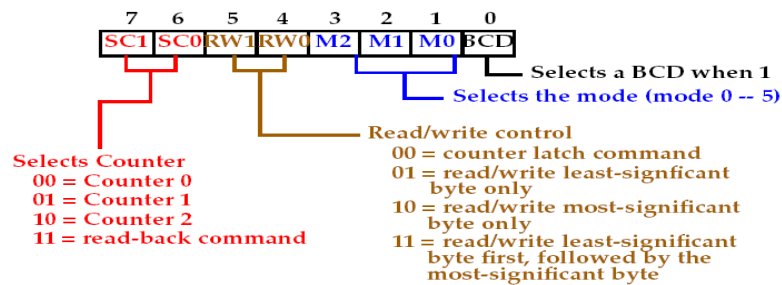 7 6 5 4 3 2 1 0
SC1 SC0 RW1 RW0 M2 M1 M0 BCD
Selects a BCD when 1
Selects the mode (mode 0 -- 5)
Read/write control
00 = counter latch command
01 = read/write least-signficant
byte only
10 = read/write most-significant
byte only
11 = read/write least-significant
byte first, followed by the
most-significant byte
Selects Counter
00 = Counter 0
01 = Counter 1
10 = Counter 2
11 = read-back command